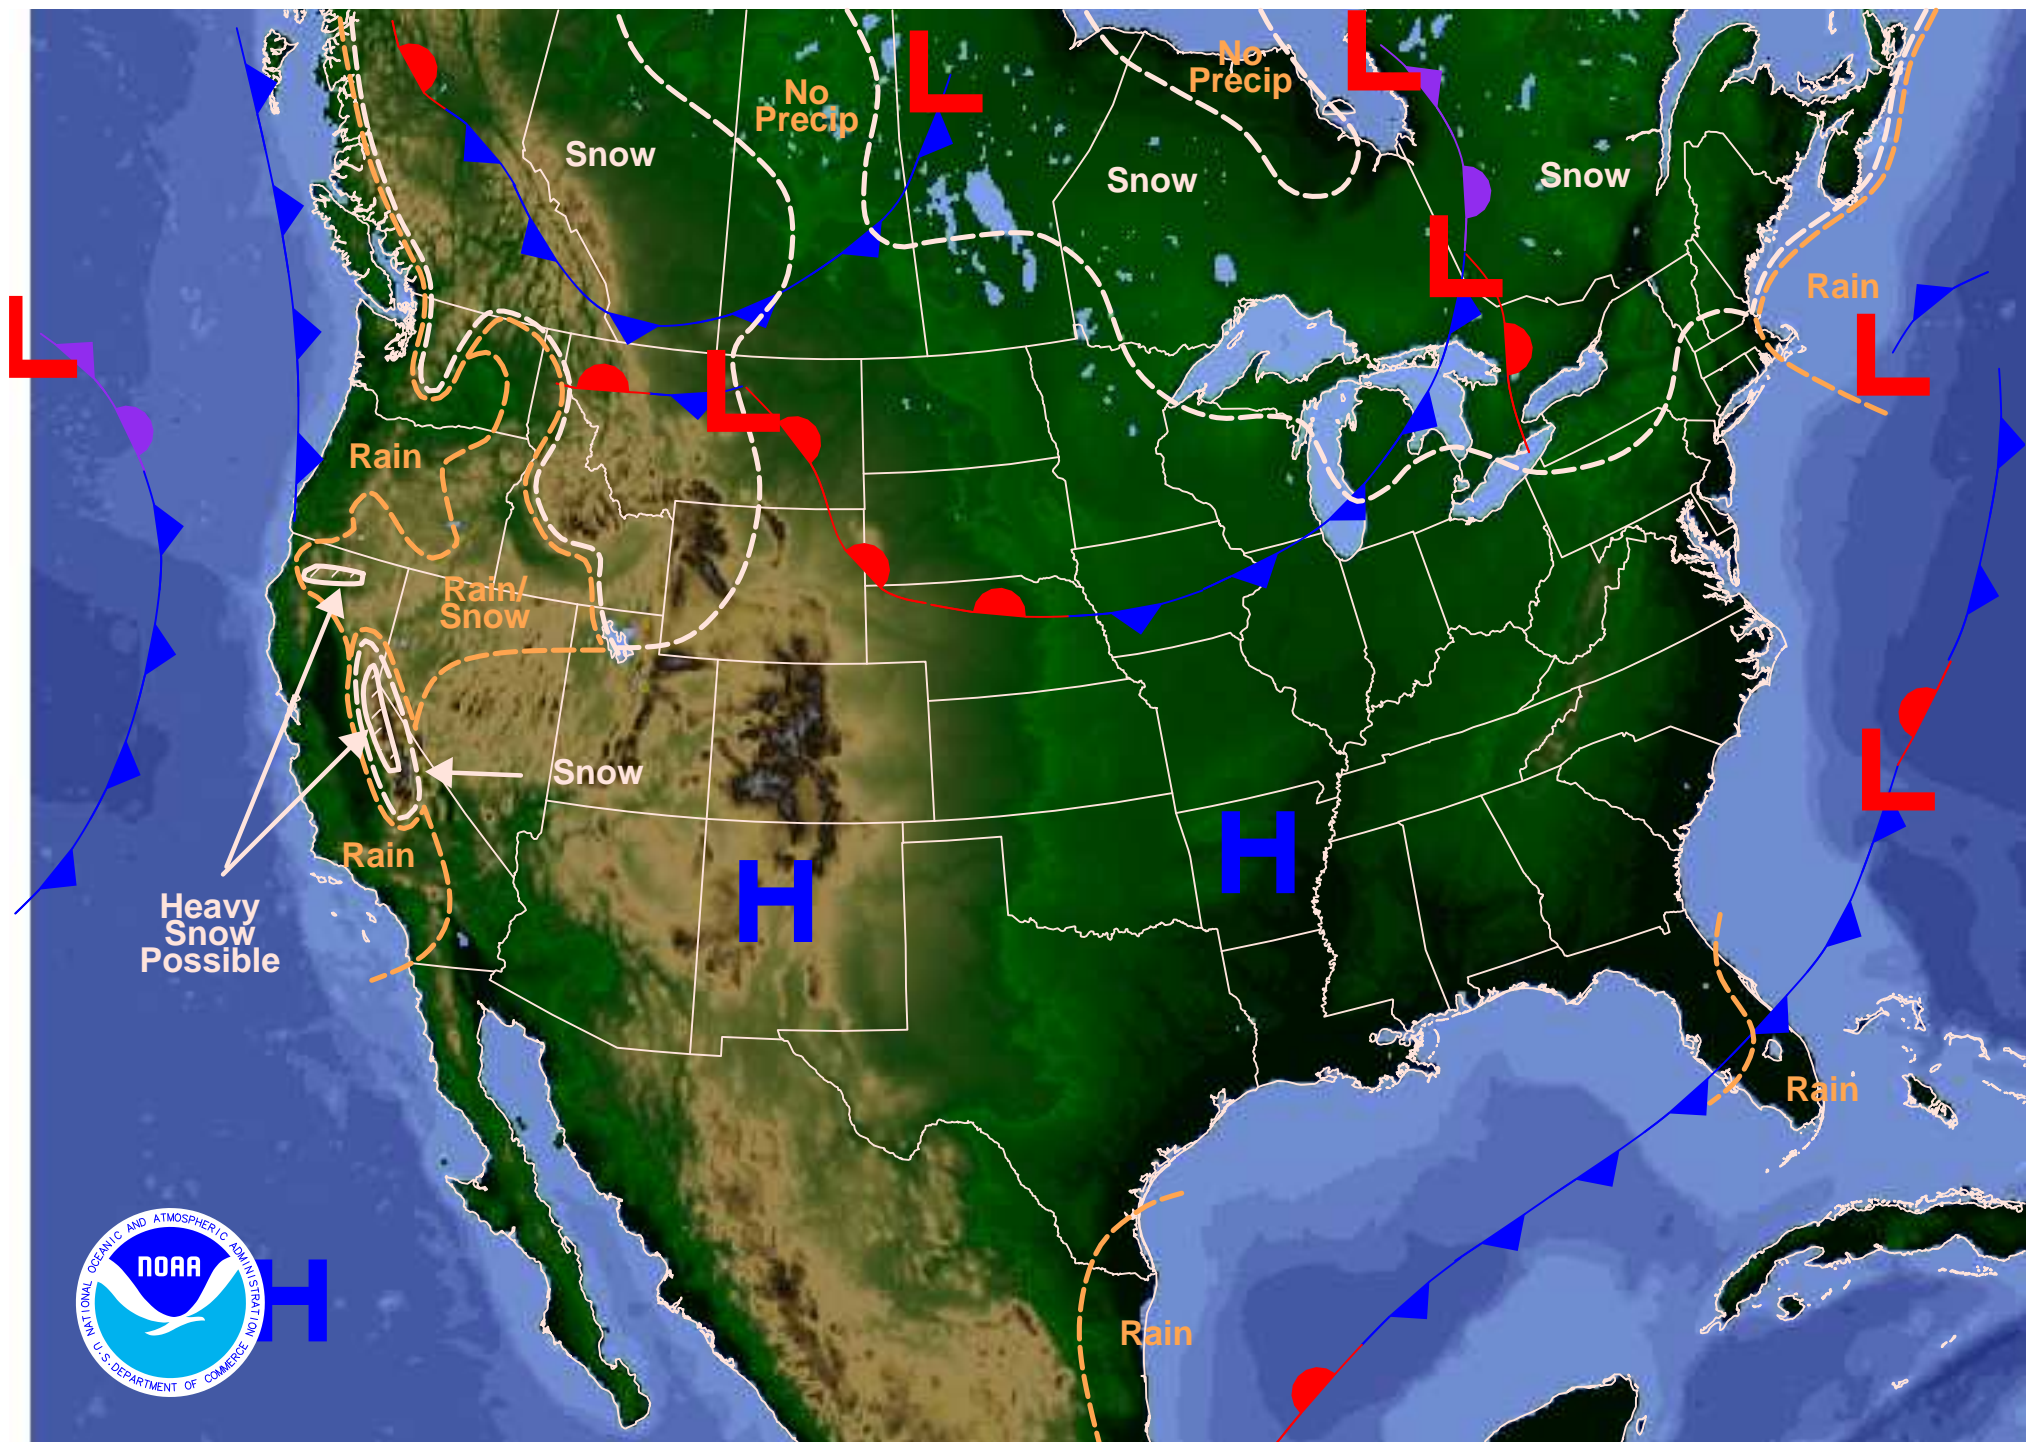 L
L
No
Precip
No
Precip
Snow
Snow
Snow
L
Rain
L
L
L
Rain
Rain/
Snow
L
Snow
H
H
Rain
Heavy
Snow
Possible
Rain
Rain
H
NATIONAL OCEANIC AND ATMOSPHERIC ADMINISTRATION
NOAA
U.S. DEPARTMENT OF COMMERCE